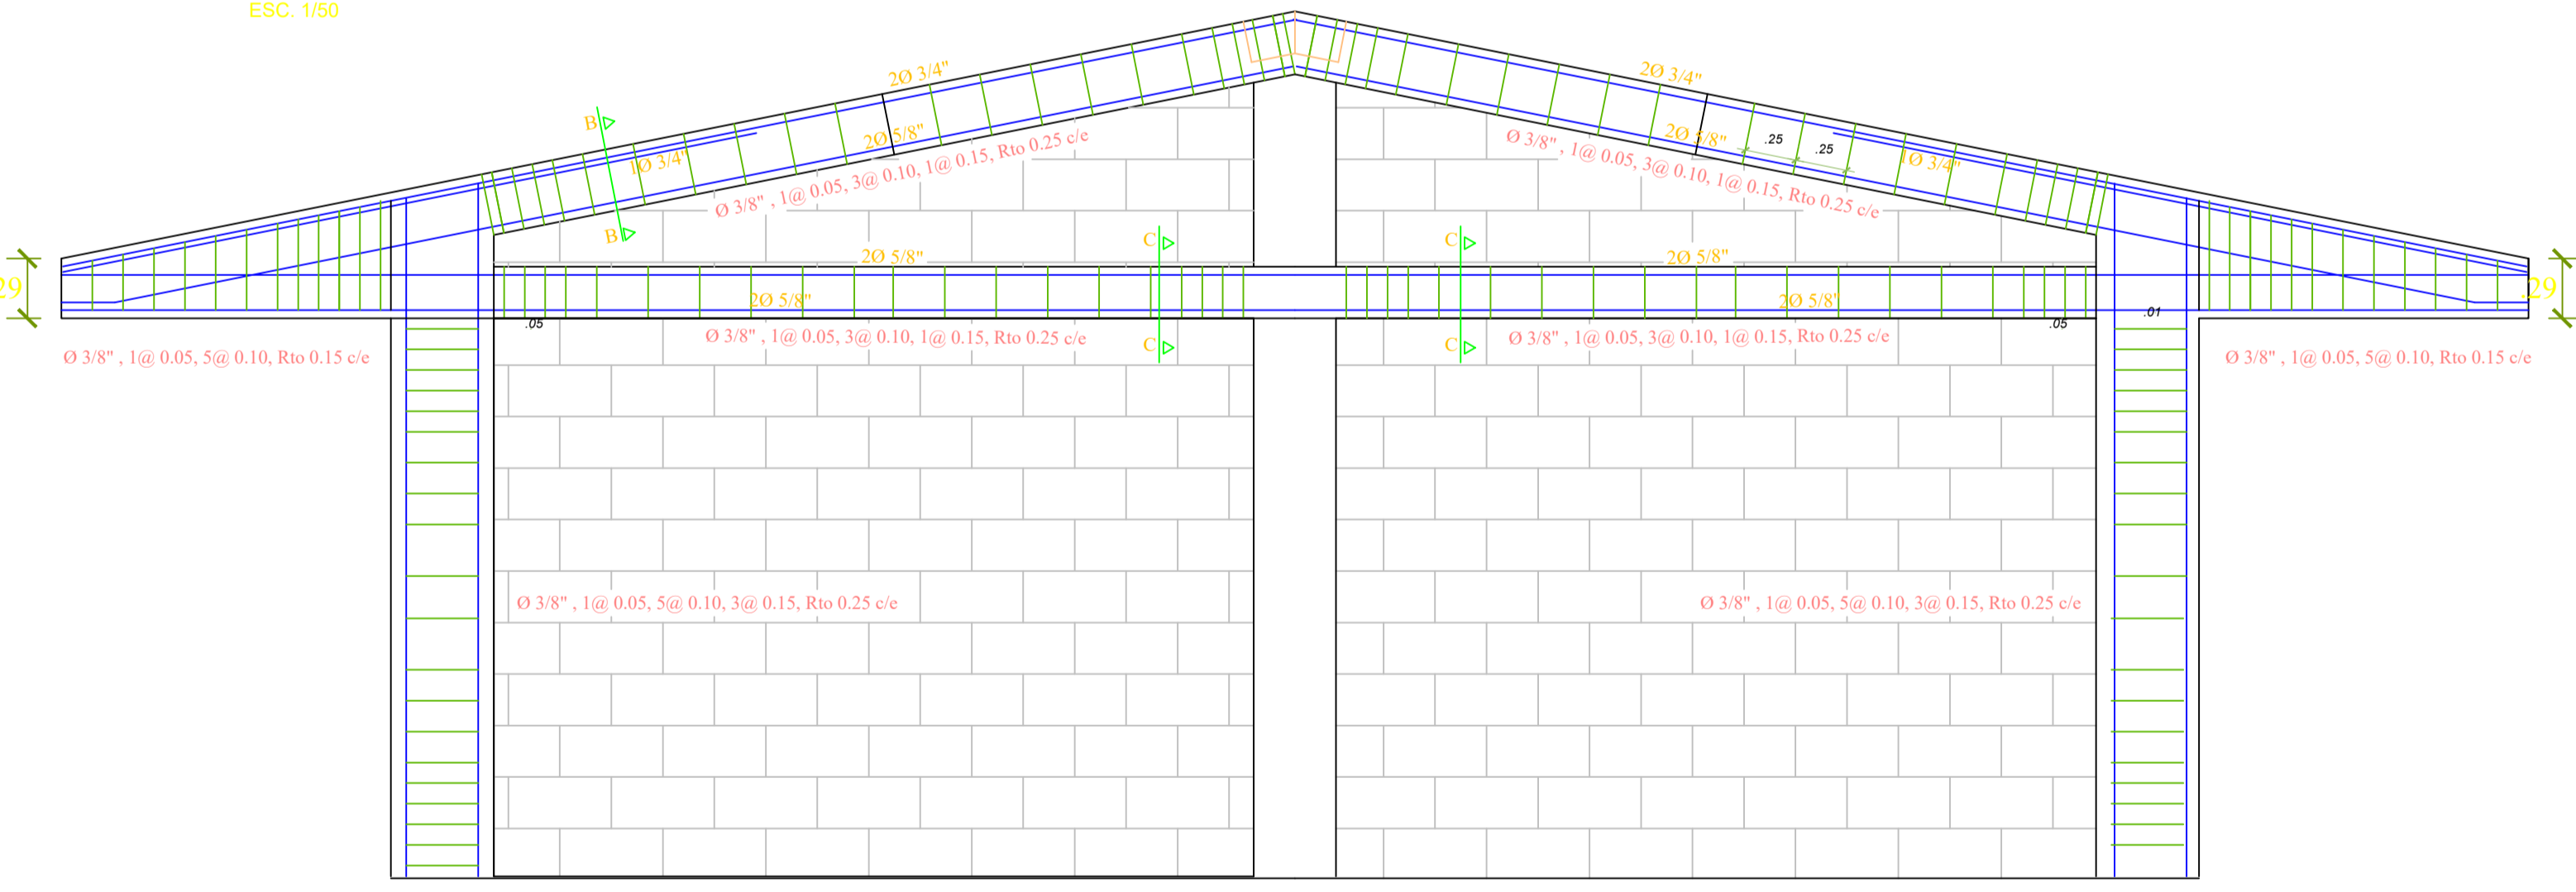 ESC. 1/50
2Ø 3/4"
2Ø 3/4"
B
2Ø 5/8"
2Ø 5/8"
.25
.25
1Ø 3/4"
1Ø 3/4"
Ø 3/8" , 1@ 0.05, 3@ 0.10, 1@ 0.15, Rto 0.25 c/e
Ø 3/8" , 1@ 0.05, 3@ 0.10, 1@ 0.15, Rto 0.25 c/e
B
C
C
2Ø 5/8"
2Ø 5/8"
29
2Ø 5/8"
2Ø 5/8"
.29
.05
.05
.01
Ø 3/8" , 1@ 0.05, 5@ 0.10, Rto 0.15 c/e
Ø 3/8" , 1@ 0.05, 3@ 0.10, 1@ 0.15, Rto 0.25 c/e
C
C
Ø 3/8" , 1@ 0.05, 3@ 0.10, 1@ 0.15, Rto 0.25 c/e
Ø 3/8" , 1@ 0.05, 5@ 0.10, Rto 0.15 c/e
Ø 3/8" , 1@ 0.05, 5@ 0.10, 3@ 0.15, Rto 0.25 c/e
Ø 3/8" , 1@ 0.05, 5@ 0.10, 3@ 0.15, Rto 0.25 c/e